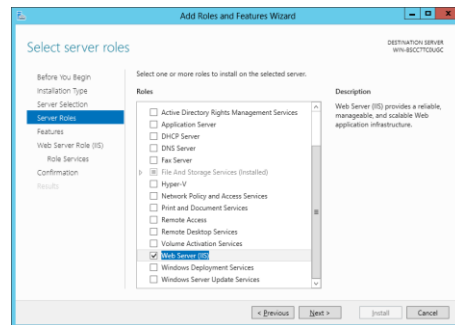 Add Roles and Features Wizard
Select server roles
DESTINATION SERVER
WIN-BSCC7TC0UGC
Before You Begin
Installation Type
Server Selection
Server Roles
Features
Web Server Role (IIS)
Role Services
Confirmation
Results
Select one or more roles to install on the selected server.
Roles
Active Directory Rights Management Services
Application Server
DHCP Server
DNS Server
Fax Server
File And Storage Services (Installed)
Hyper-V
Network Policy and Access Services
Print and Document Services
Remote Access
Remote Desktop Services
Volume Activation Services
Web Server (IIS)
Windows Deployment Services
Windows Server Update Services
Description
Web Server (IIS) provides a reliable,
manageable, and scalable Web
application infrastructure.
< Previous
Next >
Install
Cancel